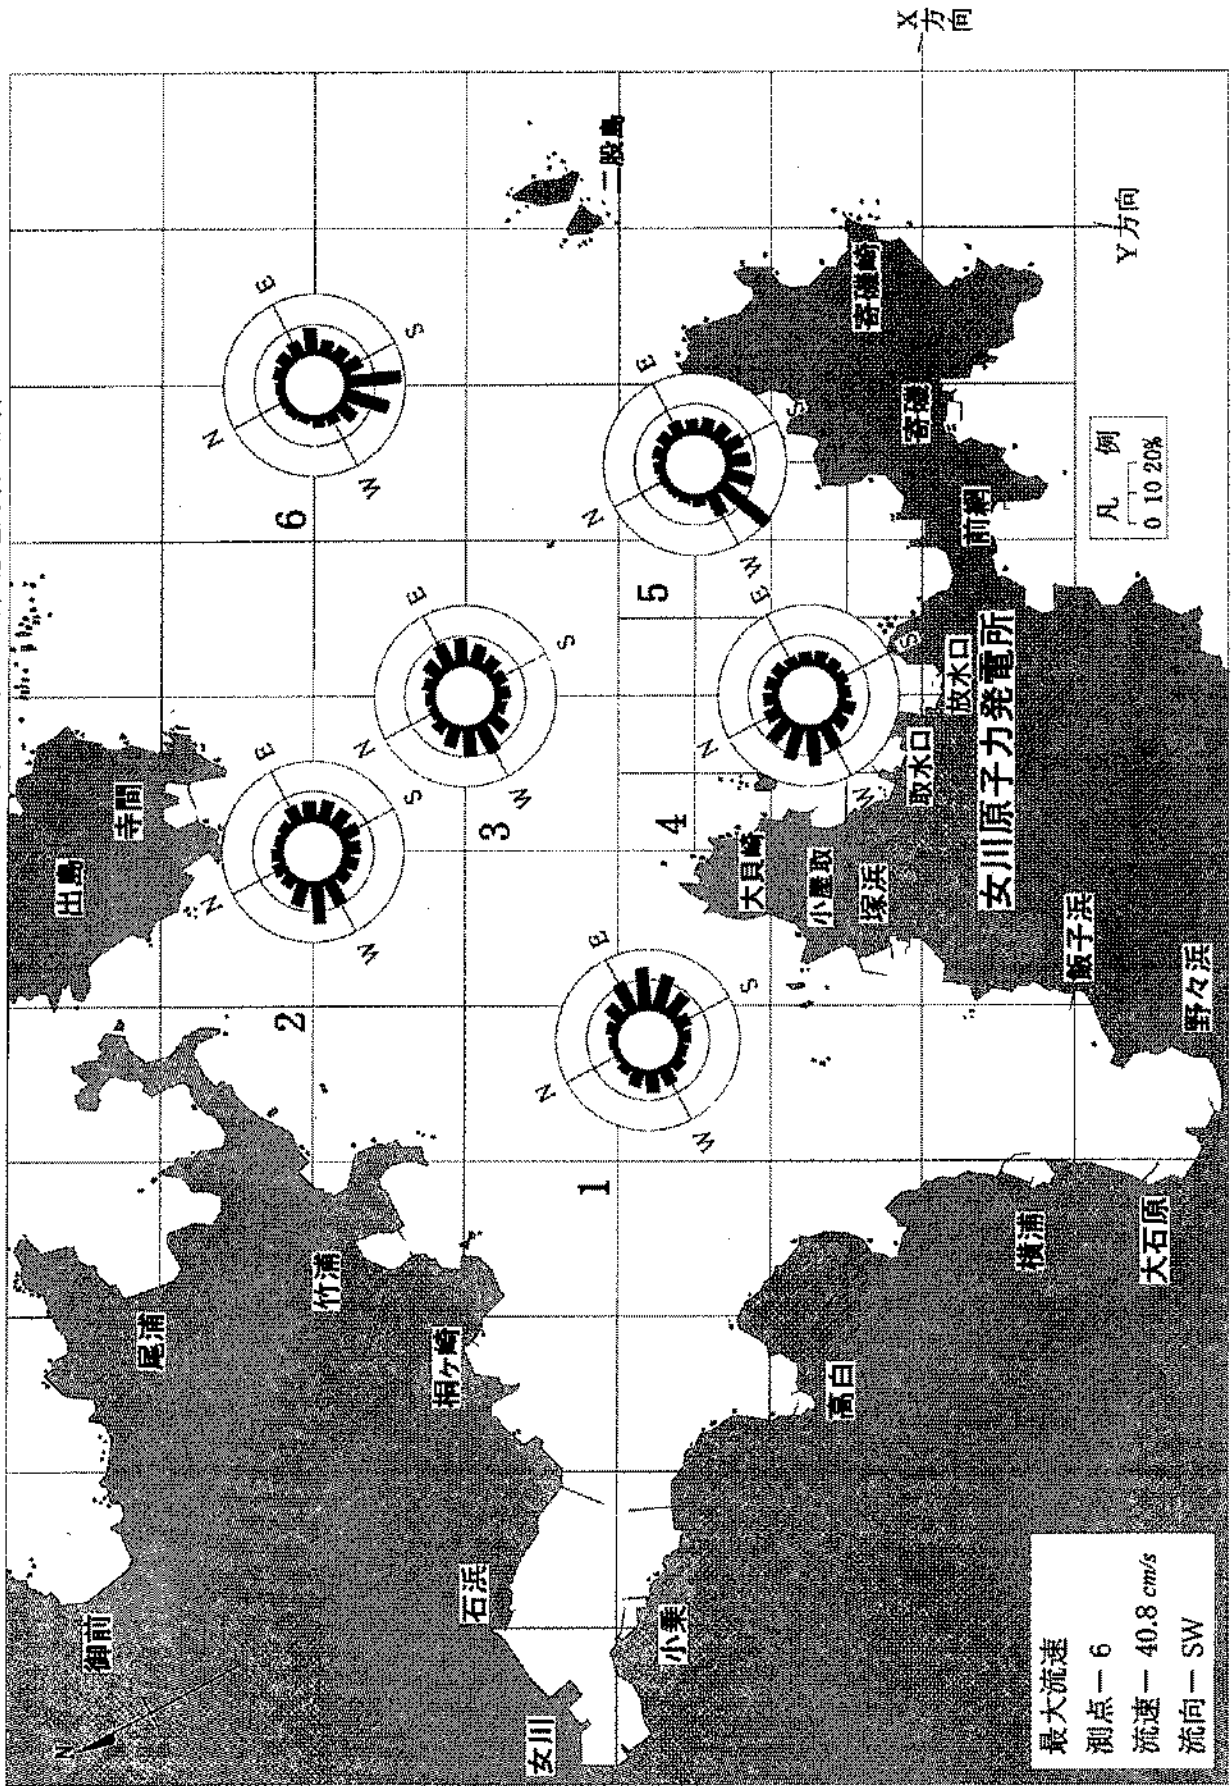 X方向
Y方向
二股島
寄磯崎
寄磯
前網
凡 例
0 10 20%
女川原子力発電所
放水口
取水口
寺間
出島
大貝崎
小屋取
塚浜
飯子浜
野々浜
竹浦
尾浦
桐ケ崎
高白
横浦
大石原
御前
石浜
小乗
女川
N
1
N
E
S
W
2
N
E
S
W
3
N
E
S
W
4
N
E
S
W
5
N
E
S
W
6
N
E
S
W
最大流速
測点－6
流速－40.8 cm/s
流向－SW